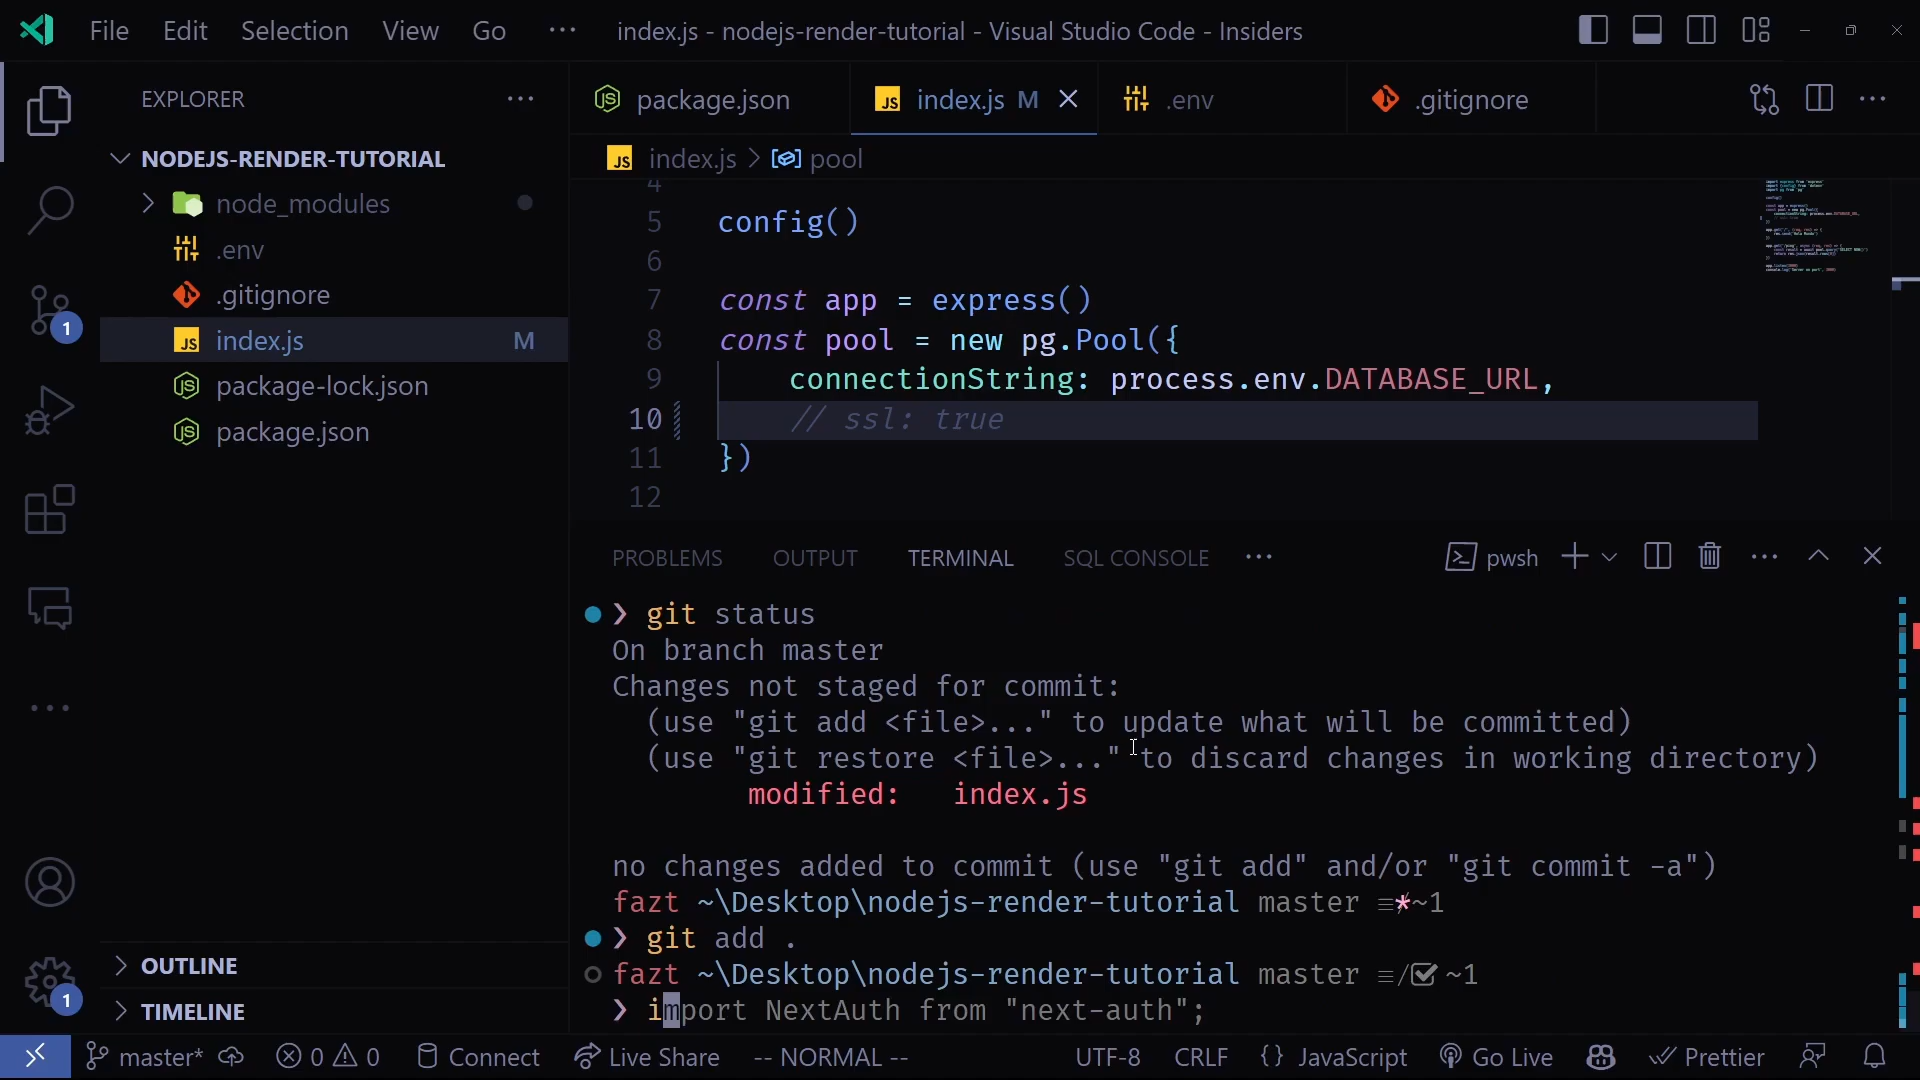 File Edit Selection View Go ··· index.js - nodejs-render-tutorial - Visual Studio Code - Insiders
EXPLORER ···
NODEJS-RENDER-TUTORIAL
node_modules
.env
.gitignore
index.js M
package-lock.json
package.json
OUTLINE
TIMELINE
1
1
package.json index.js M .env .gitignore ···
index.js > pool
4
5 config()
6
7 const app = express()
8 const pool = new pg.Pool({
9 connectionString: process.env.DATABASE_URL,
10 // ssl: true
11 })
12
PROBLEMS OUTPUT TERMINAL SQL CONSOLE ··· pwsh ···
❯ git status
On branch master
Changes not staged for commit:
(use "git add <file>..." to update what will be committed)
(use "git restore <file>..." to discard changes in working directory)
modified: index.js
no changes added to commit (use "git add" and/or "git commit -a")
fazt ~\Desktop\nodejs-render-tutorial master ≡*~1
❯ git add .
fazt ~\Desktop\nodejs-render-tutorial master ≡/☑ ~1
❯ import NextAuth from "next-auth";
master* 0 0 Connect Live Share -- NORMAL -- UTF-8 CRLF {} JavaScript Go Live Prettier